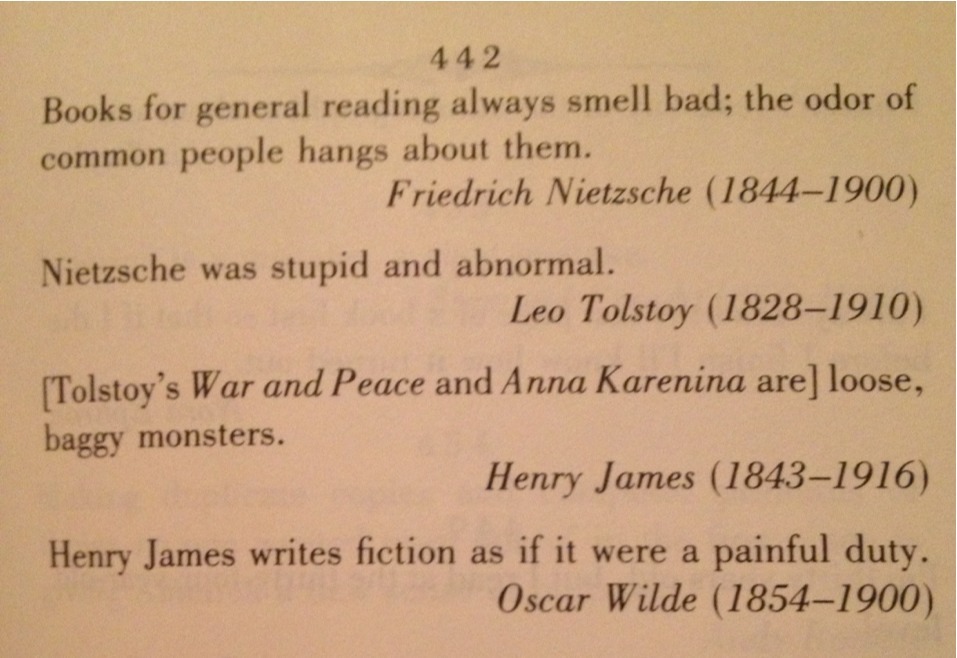 442
Books for general reading always smell bad; the odor of
common people hangs about them.
Friedrich Nietzsche (1844–1900)
Nietzsche was stupid and abnormal.
Leo Tolstoy (1828–1910)
[Tolstoy's War and Peace and Anna Karenina are] loose,
baggy monsters.
Henry James (1843–1916)
Henry James writes fiction as if it were a painful duty.
Oscar Wilde (1854–1900)